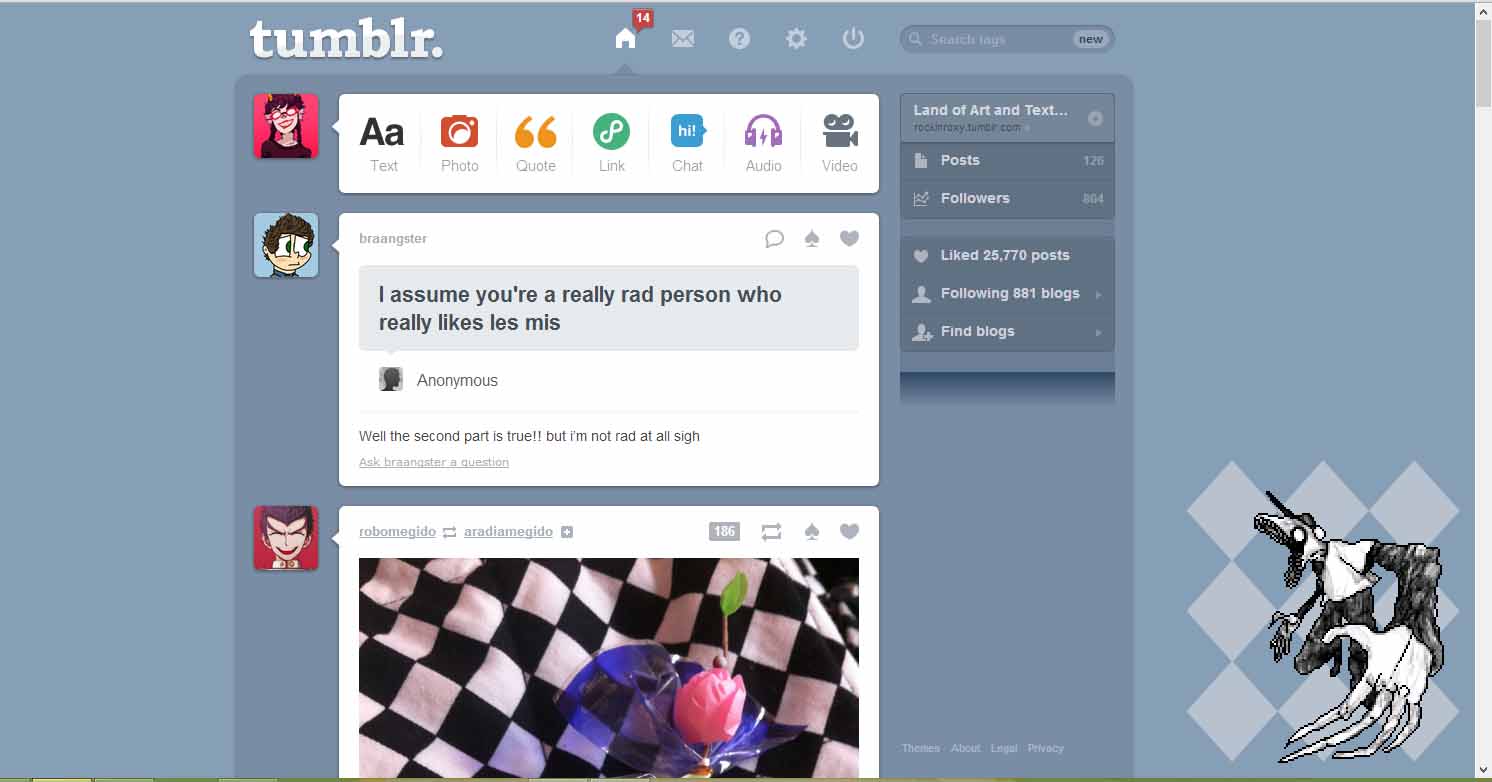 tumblr.
14
Search tags
new
Aa
hi!
Text
Photo
Quote
Link
Chat
Audio
Video
Land of Art and Text...
rockinroxy.tumblr.com
Posts 126
Followers 864
Liked 25,770 posts
Following 881 blogs
Find blogs
braangster
I assume you're a really rad person who
really likes les mis
Anonymous
Well the second part is true!! but i'm not rad at all sigh
Ask braangster a question
robomegido aradiamegido 186
Themes About Legal Privacy